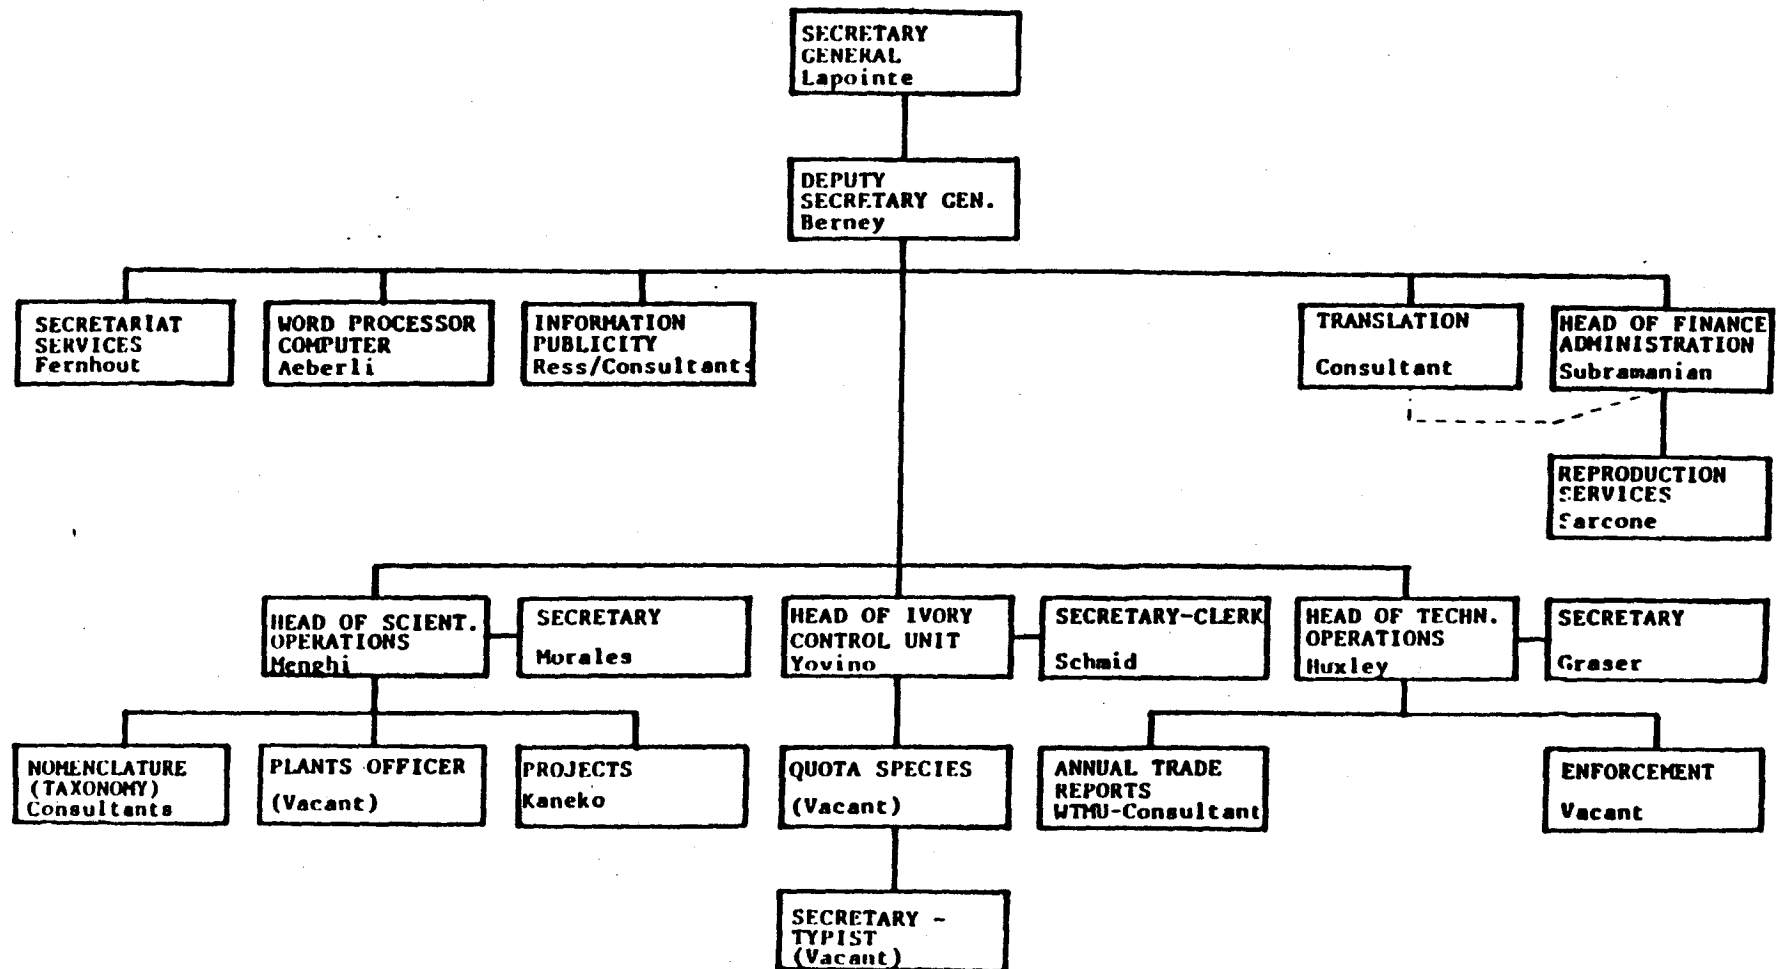 SECRETARY
GENERAL
Lapointe
DEPUTY
SECRETARY GEN.
Berney
SECRETARIAT
SERVICES
Fernhout
WORD PROCESSOR
COMPUTER
Aeberli
INFORMATION
PUBLICITY
Ress/Consultants
TRANSLATION
Consultant
HEAD OF FINANCE
ADMINISTRATION
Subramanian
REPRODUCTION
SERVICES
Sarcone
HEAD OF SCIENT.
OPERATIONS
Menghi
SECRETARY
Morales
HEAD OF IVORY
CONTROL UNIT
Yovino
SECRETARY-CLERK
Schmid
HEAD OF TECHN.
OPERATIONS
Huxley
SECRETARY
Graser
NOMENCLATURE
(TAXONOMY)
Consultants
PLANTS OFFICER
(Vacant)
PROJECTS
Kaneko
QUOTA SPECIES
(Vacant)
ANNUAL TRADE
REPORTS
WTMU-Consultant
ENFORCEMENT
Vacant
SECRETARY -
TYPIST
(Vacant)